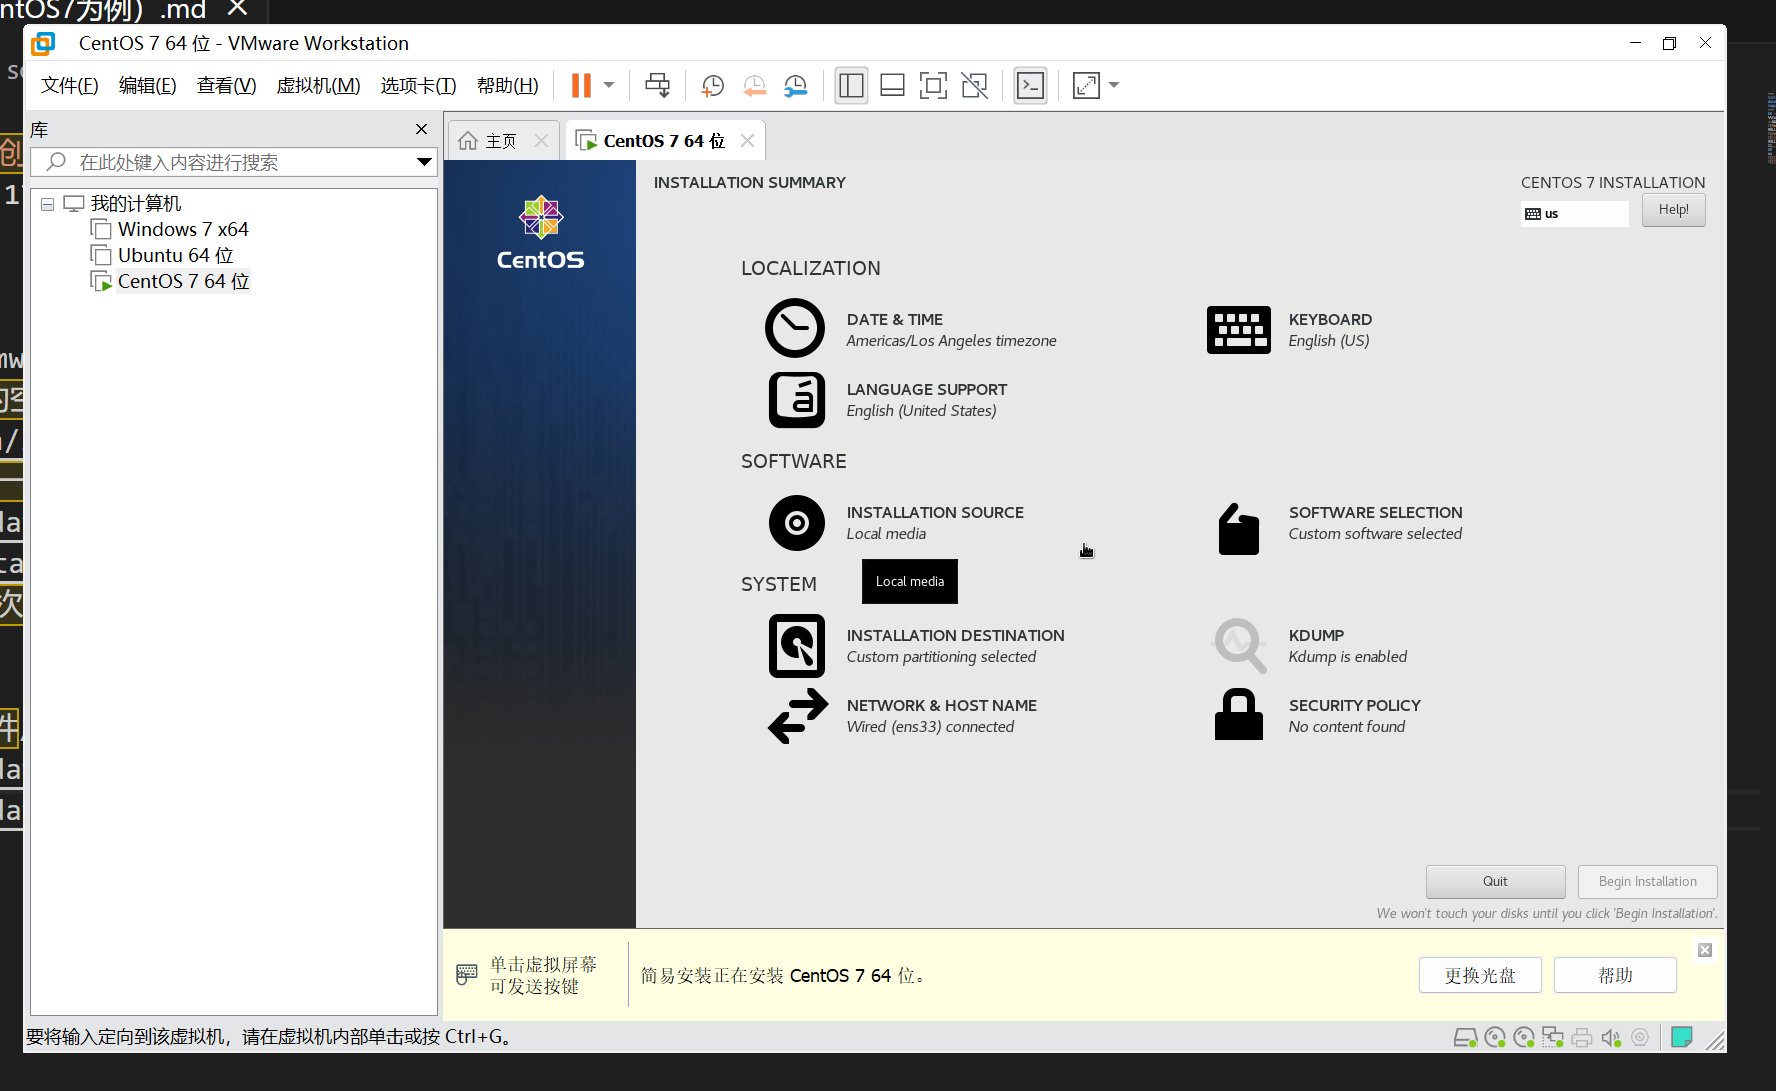 ntOS7为例）.md
CentOS 7 64 位 - VMware Workstation
文件(F) 编辑(E) 查看(V) 虚拟机(M) 选项卡(T) 帮助(H)
库
主页
CentOS 7 64 位
在此处键入内容进行搜索
我的计算机
Windows 7 x64
Ubuntu 64 位
CentOS 7 64 位
CentOS
INSTALLATION SUMMARY
CENTOS 7 INSTALLATION
us
Help!
LOCALIZATION
DATE & TIME
Americas/Los Angeles timezone
KEYBOARD
English (US)
LANGUAGE SUPPORT
English (United States)
SOFTWARE
INSTALLATION SOURCE
Local media
SOFTWARE SELECTION
Custom software selected
Local media
SYSTEM
INSTALLATION DESTINATION
Custom partitioning selected
KDUMP
Kdump is enabled
NETWORK & HOST NAME
Wired (ens33) connected
SECURITY POLICY
No content found
Quit
Begin Installation
We won't touch your disks until you click 'Begin Installation'.
单击虚拟屏幕
可发送按键
简易安装正在安装 CentOS 7 64 位。
更换光盘
帮助
要将输入定向到该虚拟机，请在虚拟机内部单击或按 Ctrl+G。